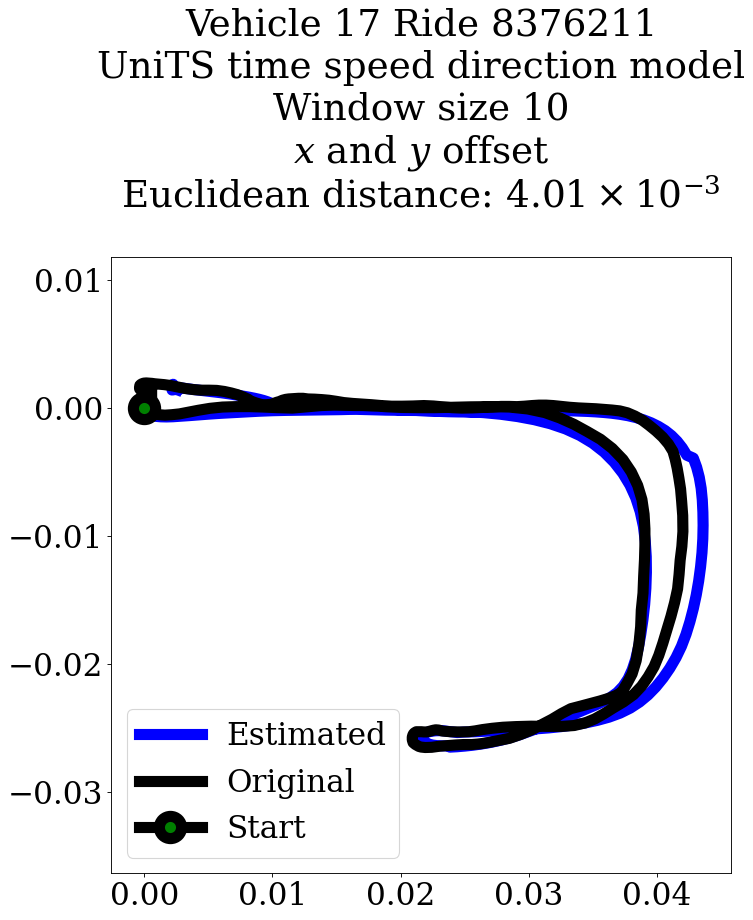 Vehicle 17 Ride 8376211
UniTS time speed direction model
Window size 10
x and y offset
Euclidean distance: 4.01 × 10⁻³
0.01
0.00
−0.01
−0.02
−0.03
Estimated
Original
Start
0.00 0.01 0.02 0.03 0.04